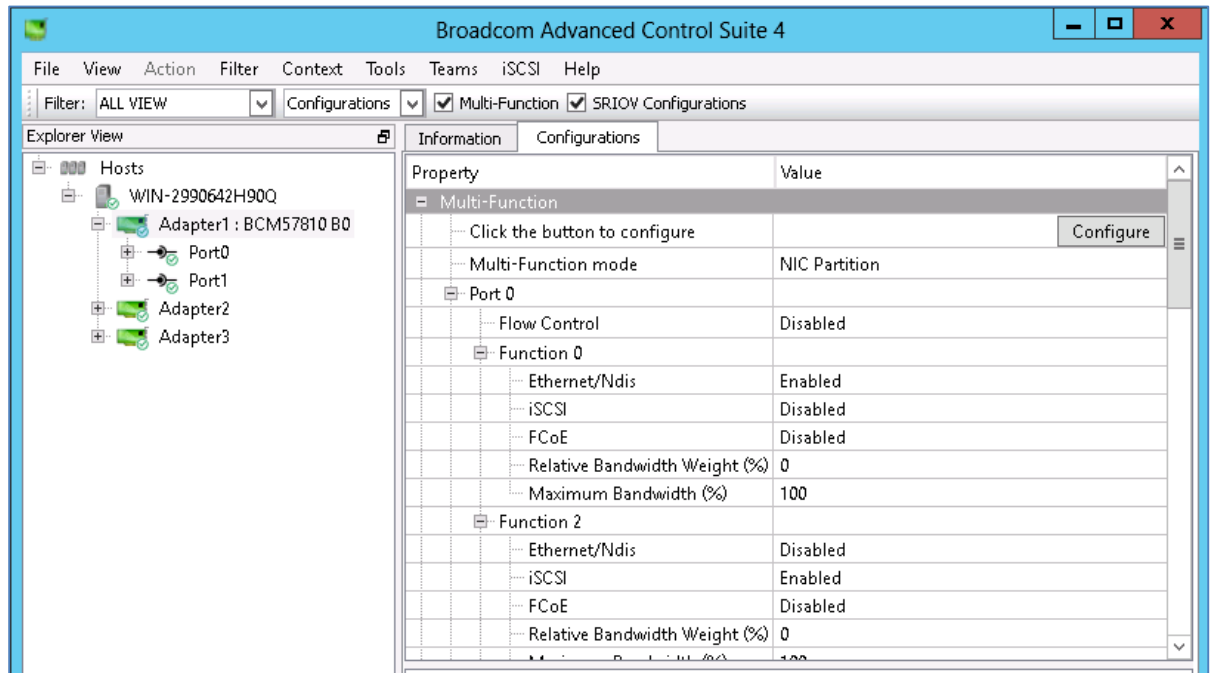 Broadcom Advanced Control Suite 4
File View Action Filter Context Tools Teams iSCSI Help
Filter: ALL VIEW Configurations Multi-Function SRIOV Configurations
Explorer View
Hosts
WIN-2990642H90Q
Adapter1 : BCM57810 B0
Port0
Port1
Adapter2
Adapter3
Information Configurations
Property Value
Multi-Function
Click the button to configure Configure
Multi-Function mode NIC Partition
Port 0
Flow Control Disabled
Function 0
Ethernet/Ndis Enabled
iSCSI Disabled
FCoE Disabled
Relative Bandwidth Weight (%) 0
Maximum Bandwidth (%) 100
Function 2
Ethernet/Ndis Disabled
iSCSI Enabled
FCoE Disabled
Relative Bandwidth Weight (%) 0